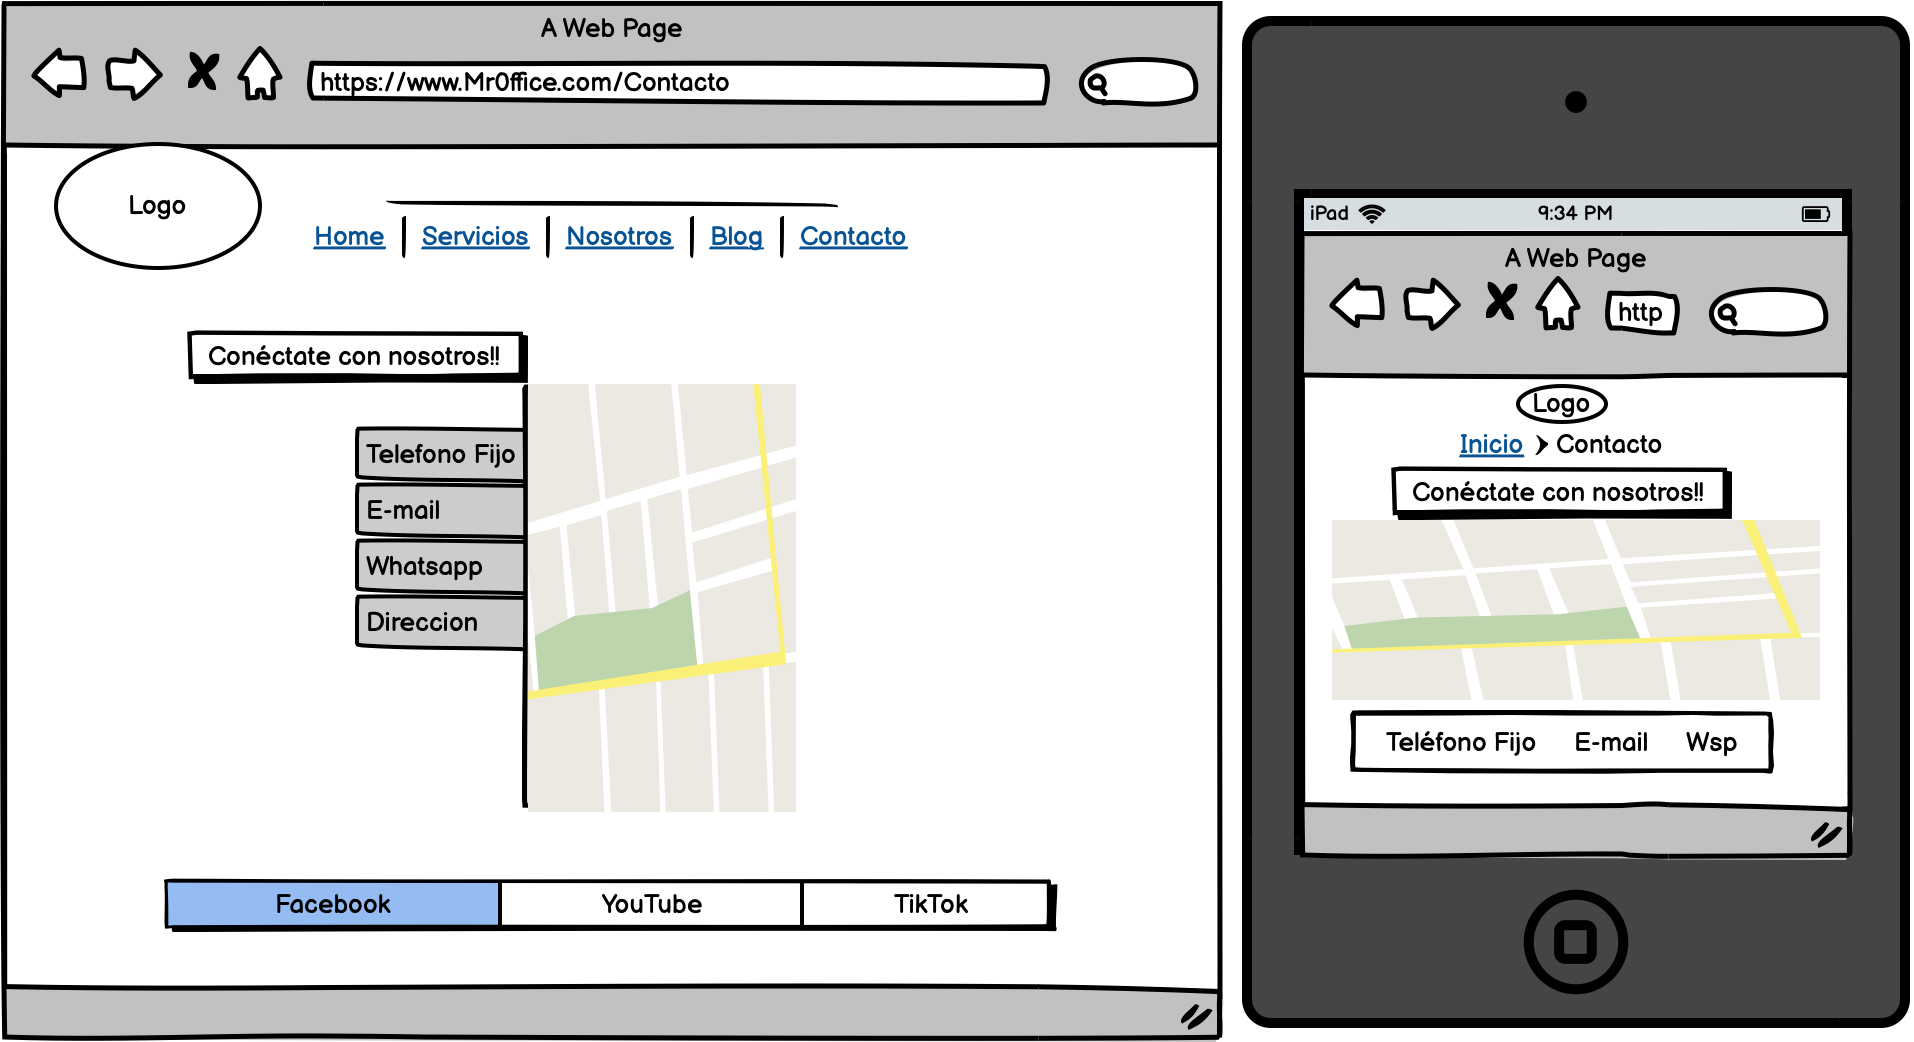 A Web Page
https://www.MrOffice.com/Contacto
Logo
Home Servicios Nosotros Blog Contacto
Conéctate con nosotros!!
Telefono Fijo
E-mail
Whatsapp
Direccion
Facebook YouTube TikTok
iPad 9:34 PM
A Web Page
http
Logo
Inicio Contacto
Conéctate con nosotros!!
Teléfono Fijo E-mail Wsp